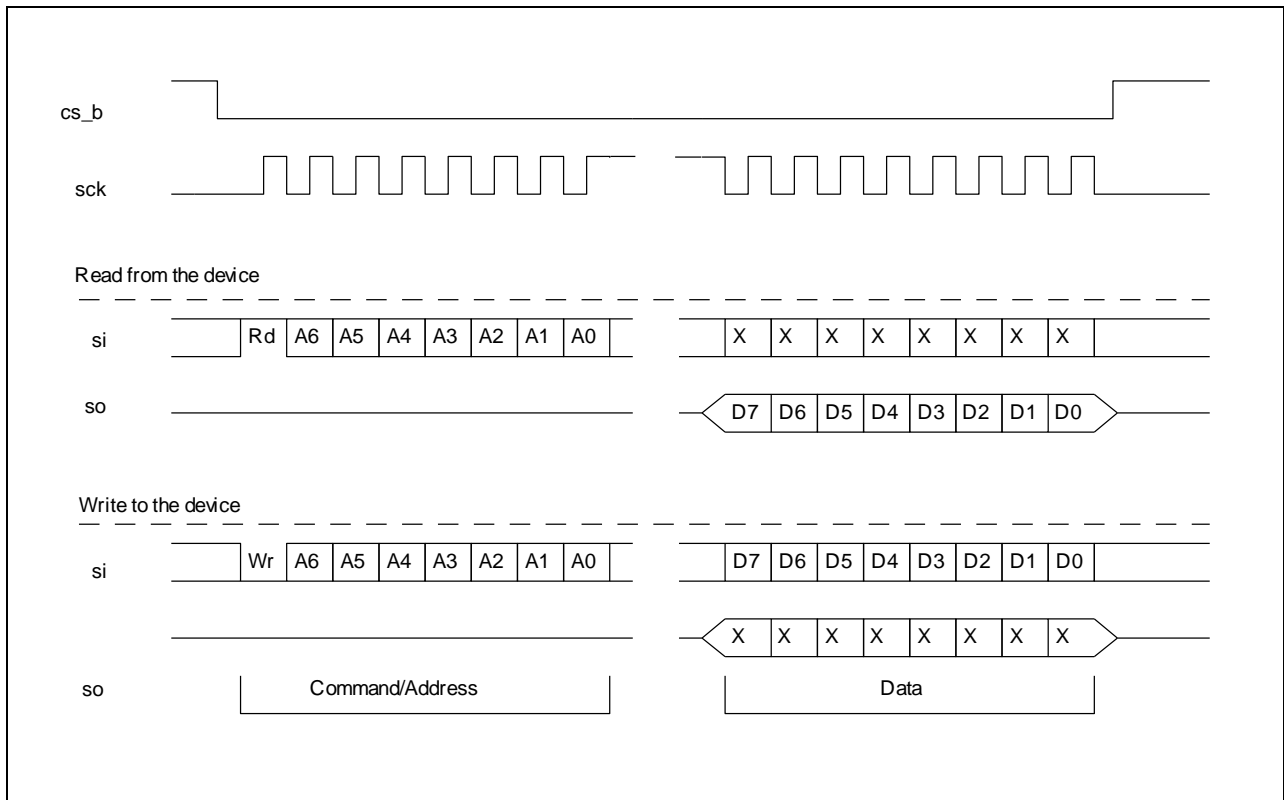 cs_b
sck
Read from the device
si Rd A6 A5 A4 A3 A2 A1 A0 X X X X X X X X
so D7 D6 D5 D4 D3 D2 D1 D0
Write to the device
si Wr A6 A5 A4 A3 A2 A1 A0 D7 D6 D5 D4 D3 D2 D1 D0
X X X X X X X X
so Command/Address Data